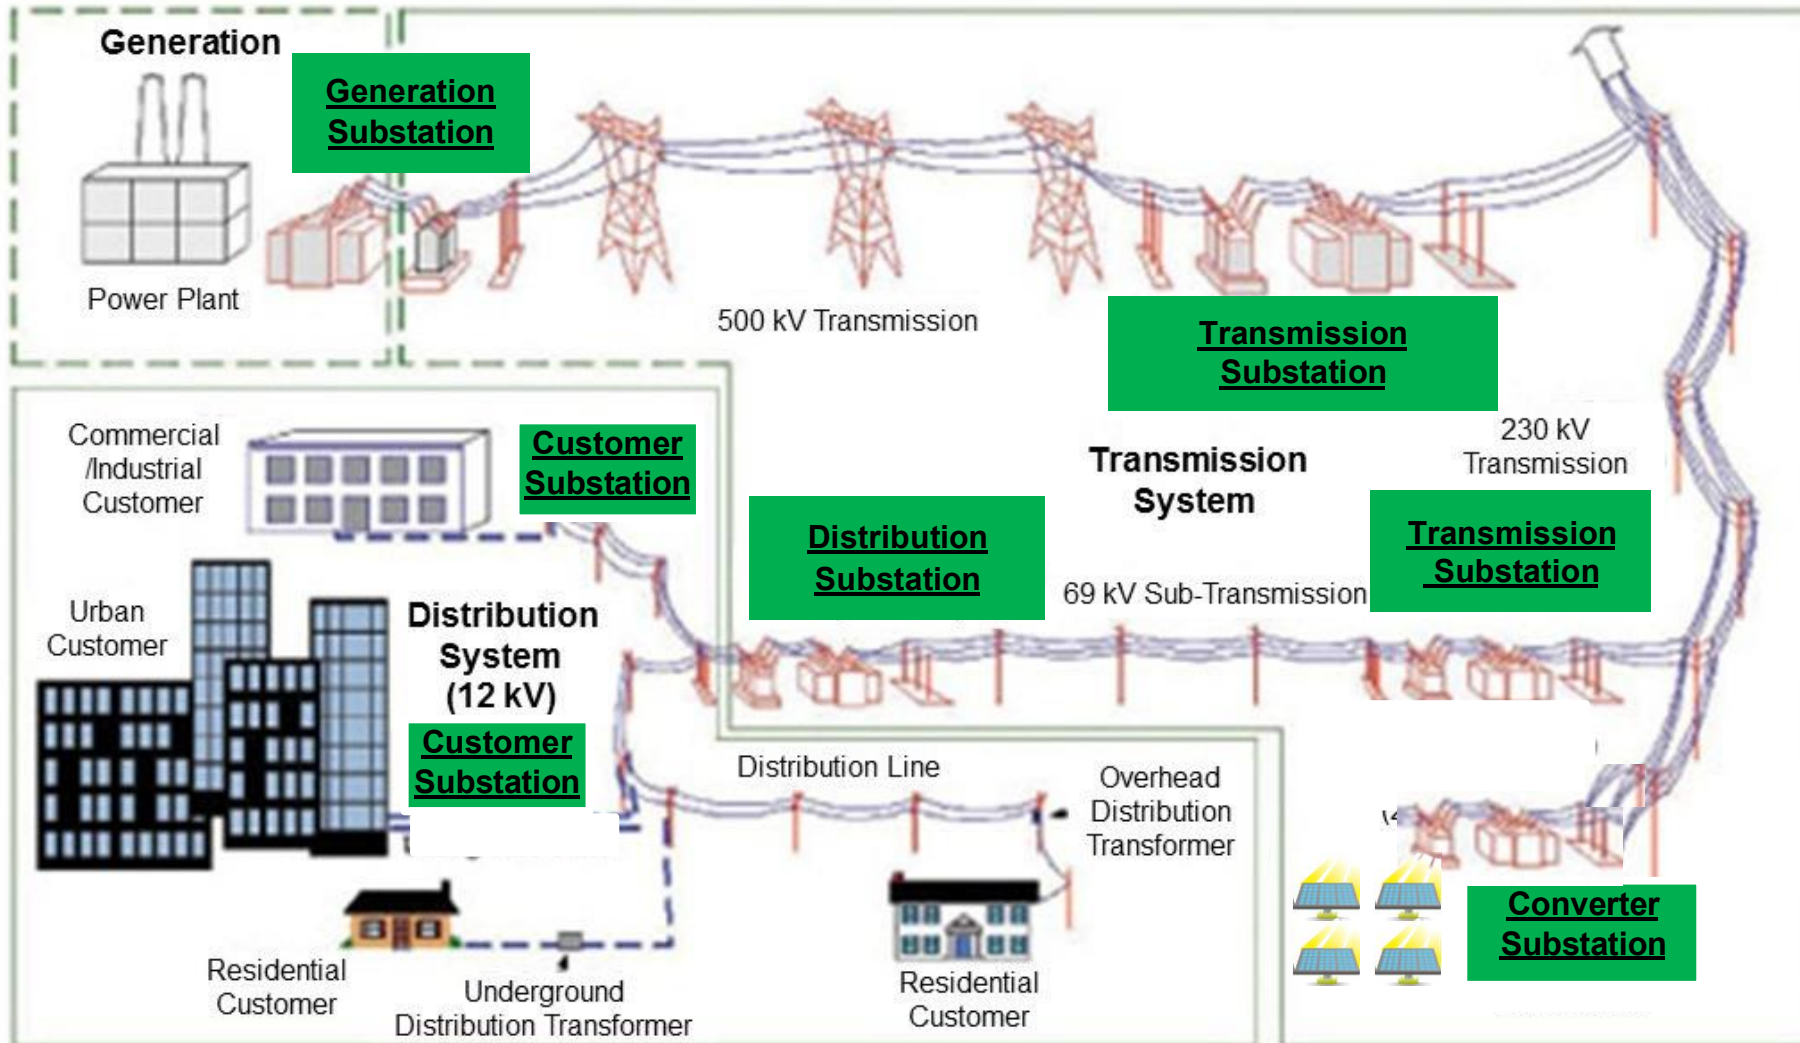 Generation
Generation
Substation
Power Plant
500 kV Transmission
Transmission
Substation
230 kV
Transmission
Transmission
System
Transmission
Substation
Distribution
Substation
69 kV Sub-Transmission
Commercial
/Industrial
Customer
Customer
Substation
Urban
Customer
Distribution
System
(12 kV)
Customer
Substation
Distribution Line
Overhead
Distribution
Transformer
Residential
Customer
Underground
Distribution Transformer
Residential
Customer
Converter
Substation